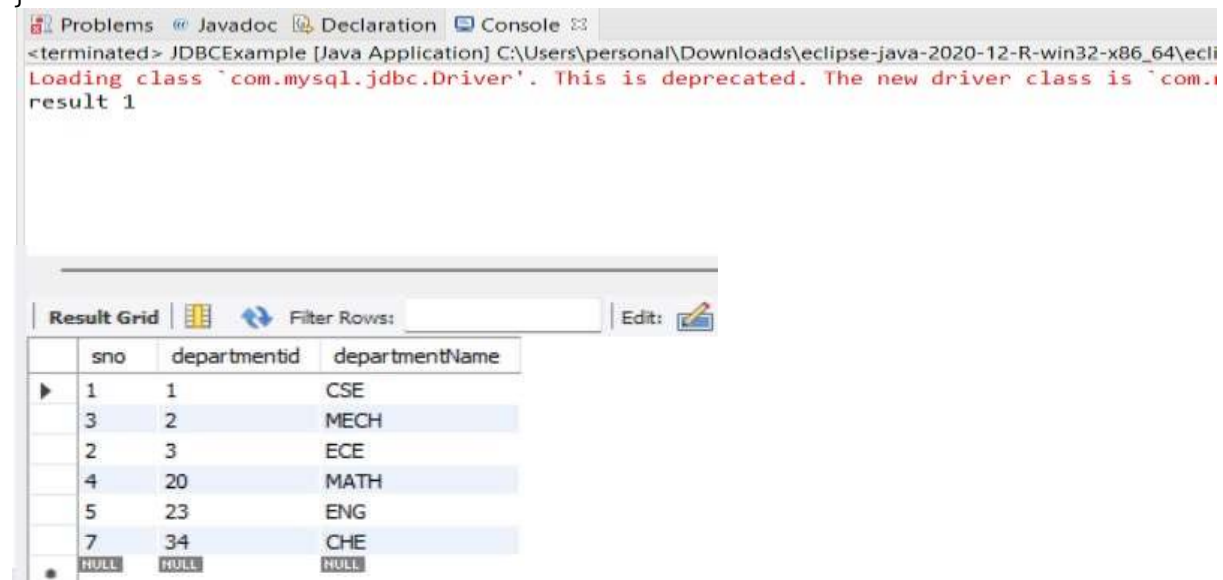 }
Problems @ Javadoc Declaration Console
<terminated> JDBCExample [Java Application] C:\Users\personal\Downloads\eclipse-java-2020-12-R-win32-x86_64\ecli
Loading class `com.mysql.jdbc.Driver'. This is deprecated. The new driver class is `com.
result 1
Result Grid Filter Rows: Edit:
sno departmentid departmentName
1 1 CSE
3 2 MECH
2 3 ECE
4 20 MATH
5 23 ENG
7 34 CHE
NULL NULL NULL